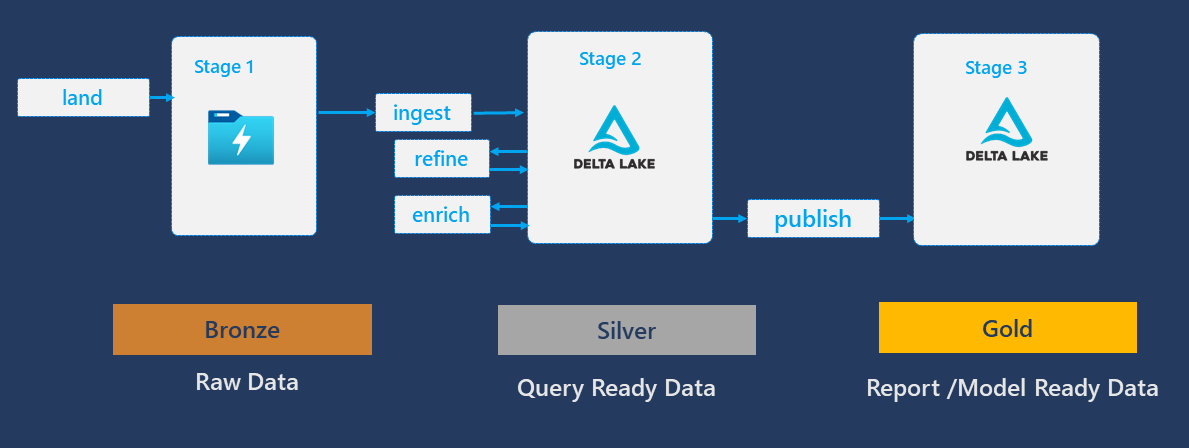 land
Stage 1
ingest
refine
enrich
Stage 2
DELTA LAKE
publish
Stage 3
DELTA LAKE
Bronze
Silver
Gold
Raw Data
Query Ready Data
Report /Model Ready Data